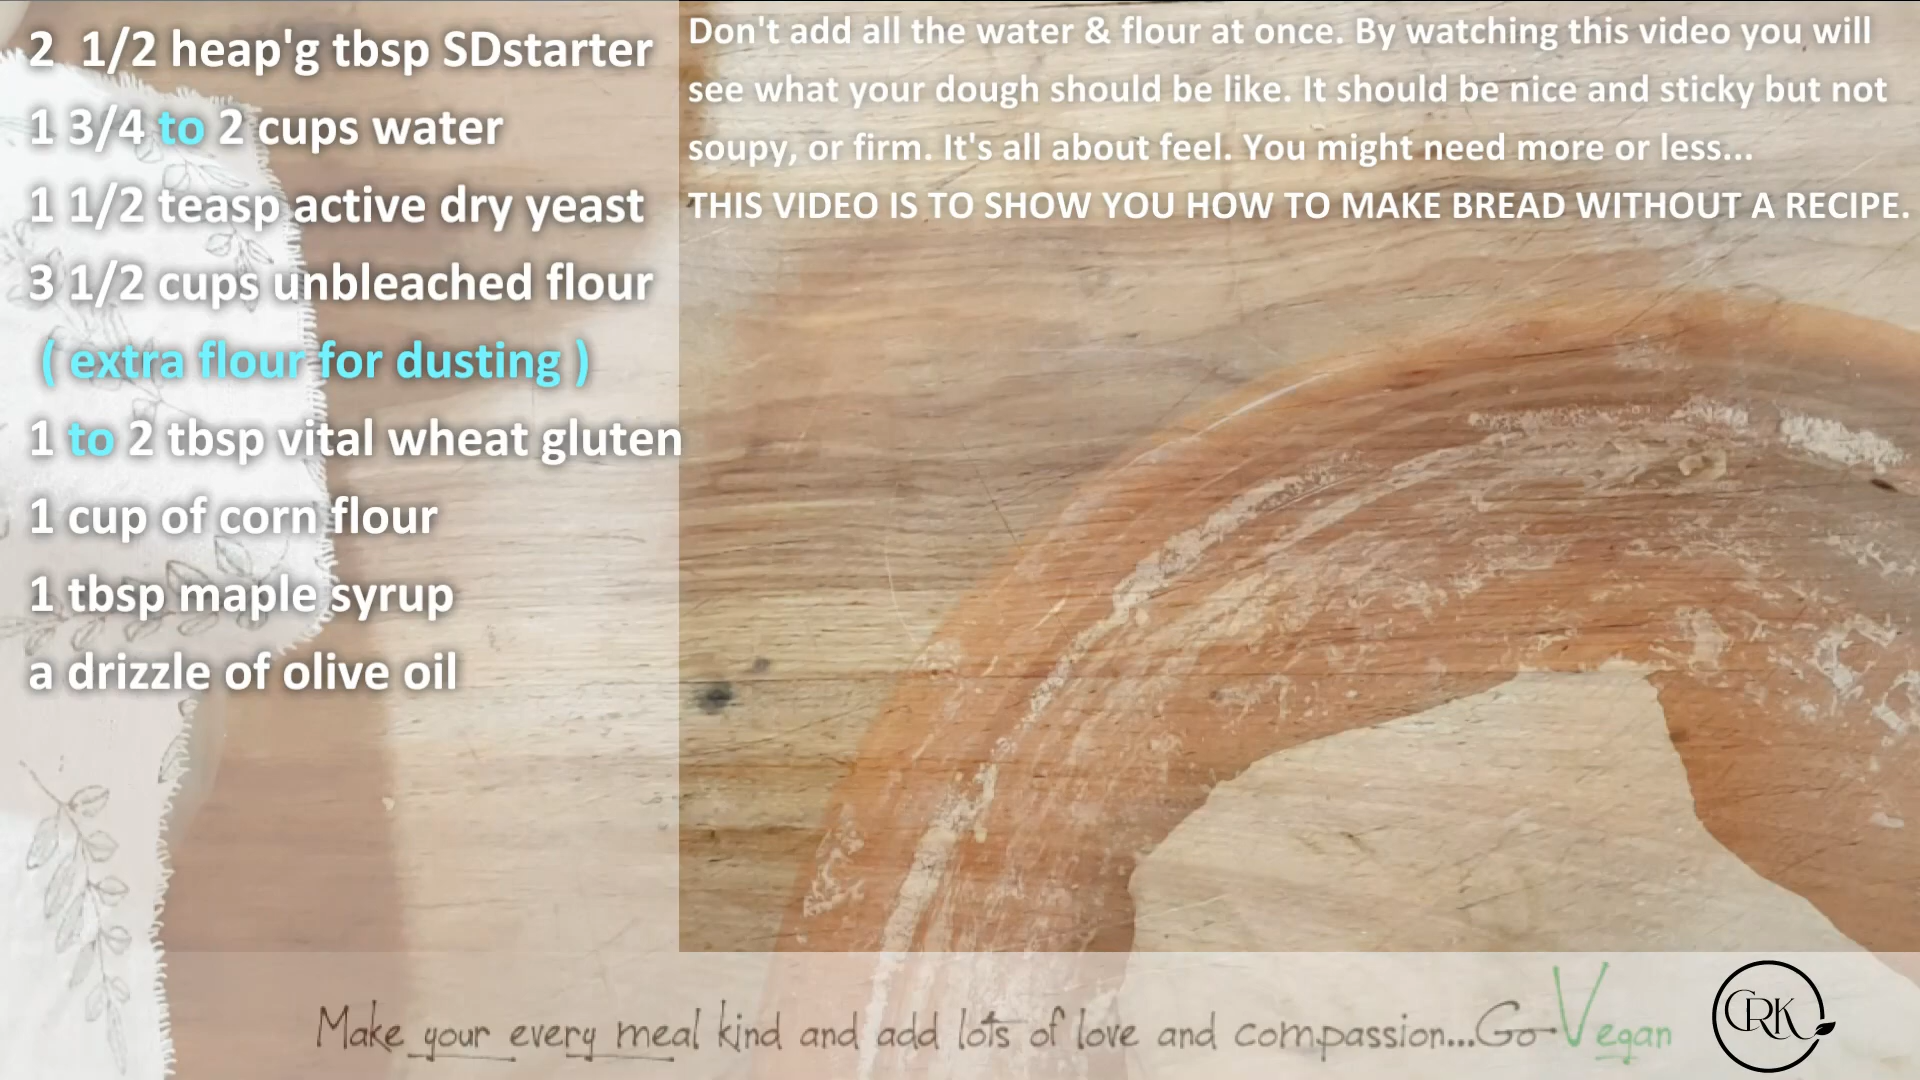 2 1/2 heap'g tbsp SDstarter
1 3/4 to 2 cups water
1 1/2 teasp active dry yeast
3 1/2 cups unbleached flour
( extra flour for dusting )
1 to 2 tbsp vital wheat gluten
1 cup of corn flour
1 tbsp maple syrup
a drizzle of olive oil
Don't add all the water & flour at once. By watching this video you will
see what your dough should be like. It should be nice and sticky but not
soupy, or firm. It's all about feel. You might need more or less...
THIS VIDEO IS TO SHOW YOU HOW TO MAKE BREAD WITHOUT A RECIPE.
Make your every meal kind and add lots of love and compassion...Go Vegan
CRK